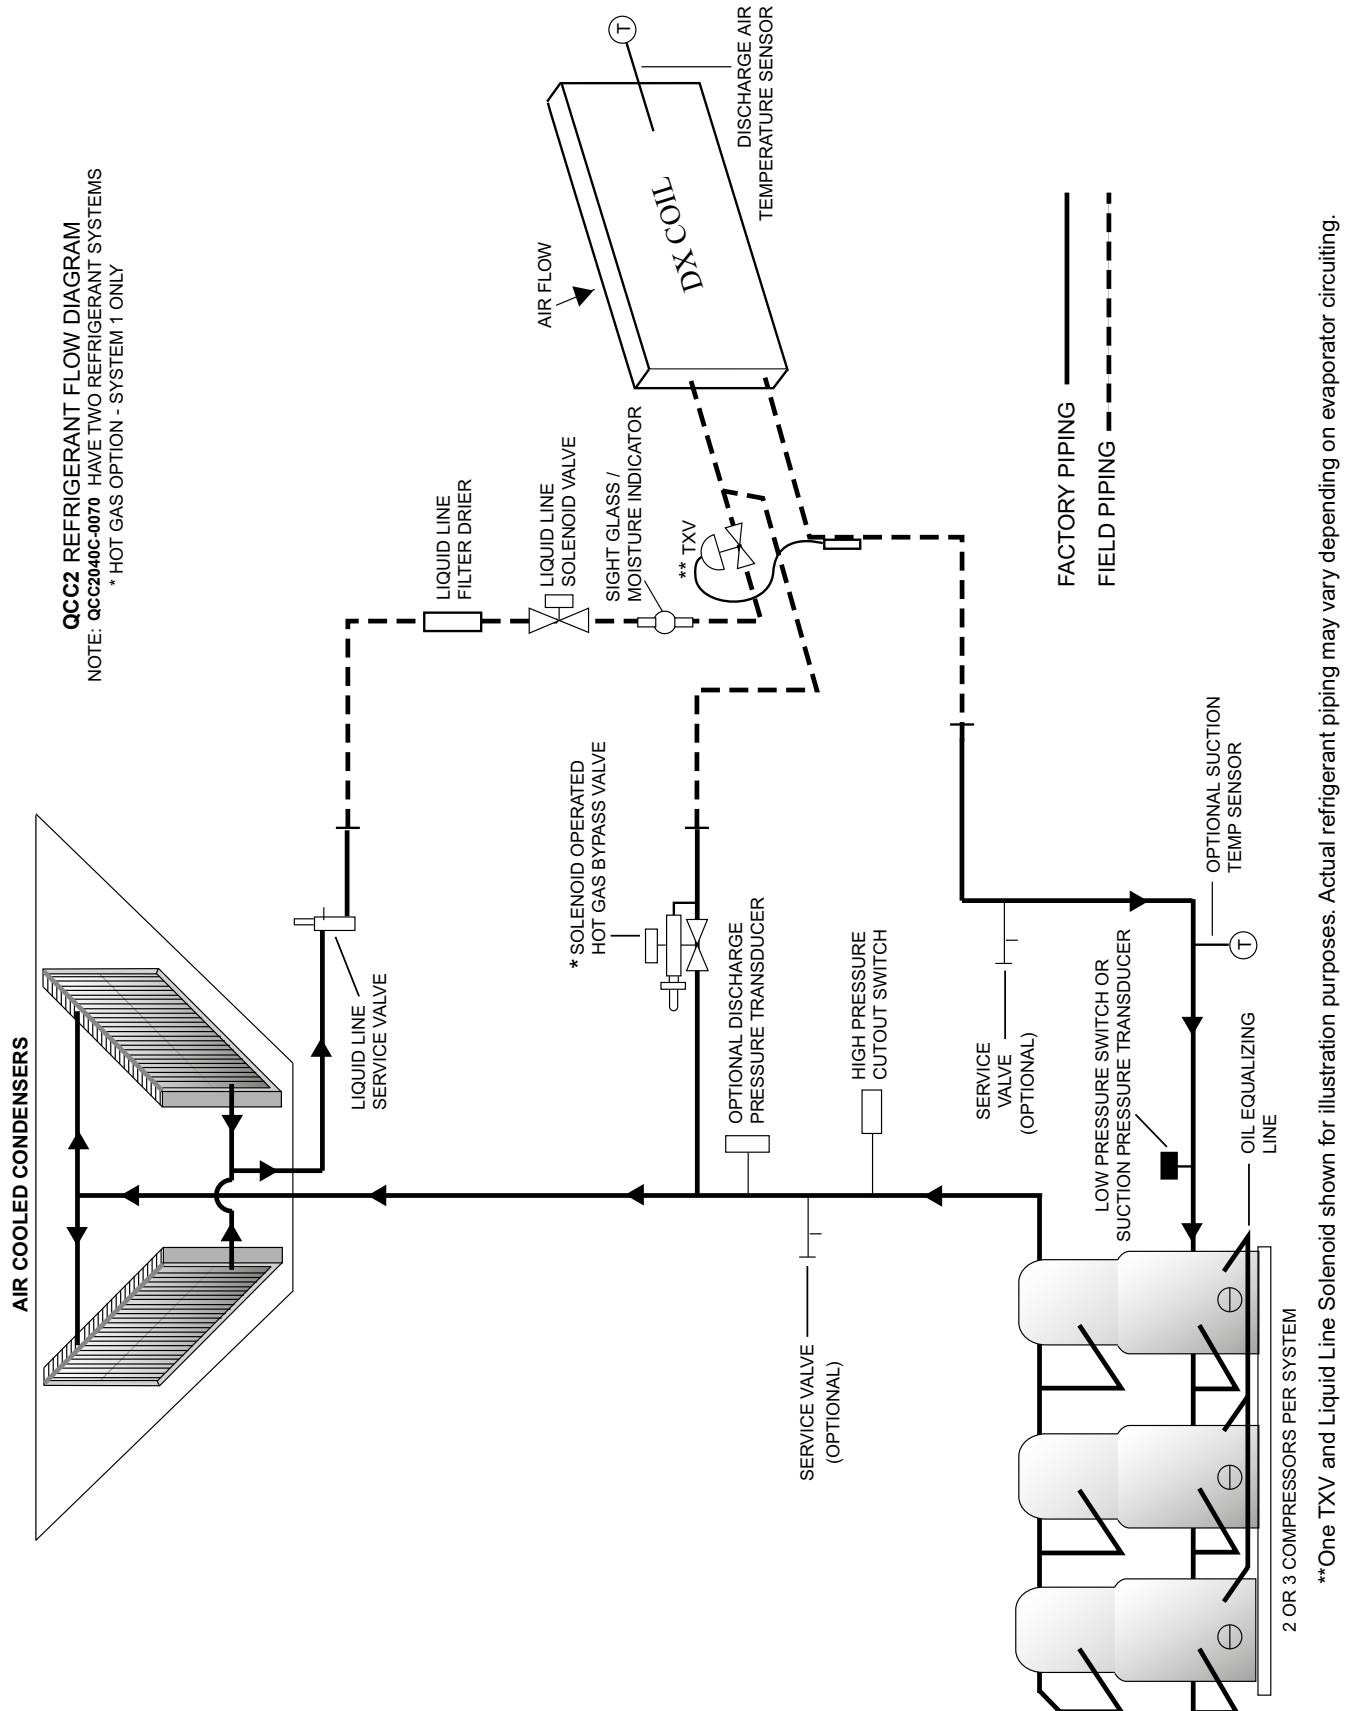 QCC2 REFRIGERANT FLOW DIAGRAM
NOTE: QCC2040C-0070 HAVE TWO REFRIGERANT SYSTEMS
* HOT GAS OPTION - SYSTEM 1 ONLY
AIR COOLED CONDENSERS
LIQUID LINE
SERVICE VALVE
LIQUID LINE
FILTER DRIER
LIQUID LINE
SOLENOID VALVE
SIGHT GLASS /
MOISTURE INDICATOR
** TXV
AIR FLOW
DX COIL
T
DISCHARGE AIR
TEMPERATURE SENSOR
* SOLENOID OPERATED
HOT GAS BYPASS VALVE
OPTIONAL DISCHARGE
PRESSURE TRANSDUCER
HIGH PRESSURE
CUTOUT SWITCH
SERVICE VALVE
(OPTIONAL)
SERVICE
VALVE
(OPTIONAL)
LOW PRESSURE SWITCH OR
SUCTION PRESSURE TRANSDUCER
OPTIONAL SUCTION
TEMP SENSOR
T
OIL EQUALIZING
LINE
2 OR 3 COMPRESSORS PER SYSTEM
FACTORY PIPING
FIELD PIPING
**One TXV and Liquid Line Solenoid shown for illustration purposes. Actual refrigerant piping may vary depending on evaporator circuiting.